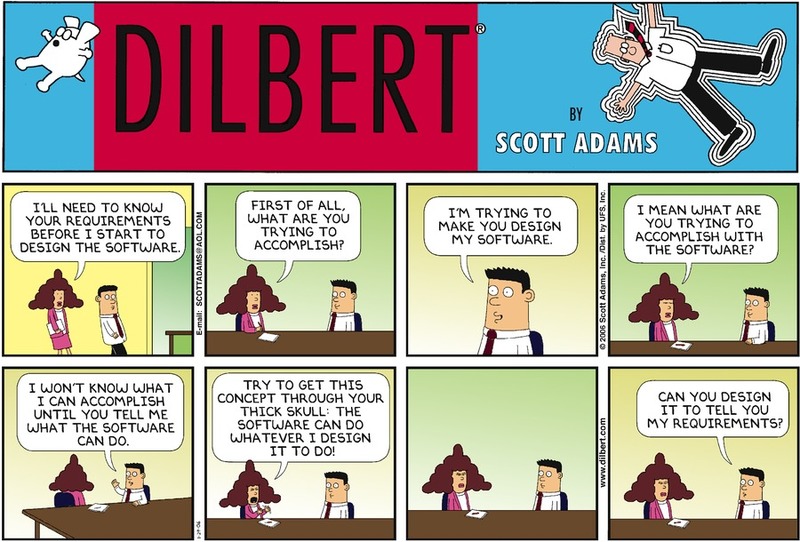 DILBERT®
BY
SCOTT ADAMS
I'LL NEED TO KNOW
YOUR REQUIREMENTS
BEFORE I START TO
DESIGN THE SOFTWARE.
E-mail: SCOTTADAMS@AOL.COM
FIRST OF ALL,
WHAT ARE YOU
TRYING TO
ACCOMPLISH?
I'M TRYING TO
MAKE YOU DESIGN
MY SOFTWARE.
© 2006 Scott Adams, Inc./Dist. by UFS, Inc.
I MEAN WHAT ARE
YOU TRYING TO
ACCOMPLISH WITH
THE SOFTWARE?
I WON'T KNOW WHAT
I CAN ACCOMPLISH
UNTIL YOU TELL ME
WHAT THE SOFTWARE
CAN DO.
1-29-06
TRY TO GET THIS
CONCEPT THROUGH YOUR
THICK SKULL: THE
SOFTWARE CAN DO
WHATEVER I DESIGN
IT TO DO!
www.dilbert.com
CAN YOU DESIGN
IT TO TELL YOU
MY REQUIREMENTS?